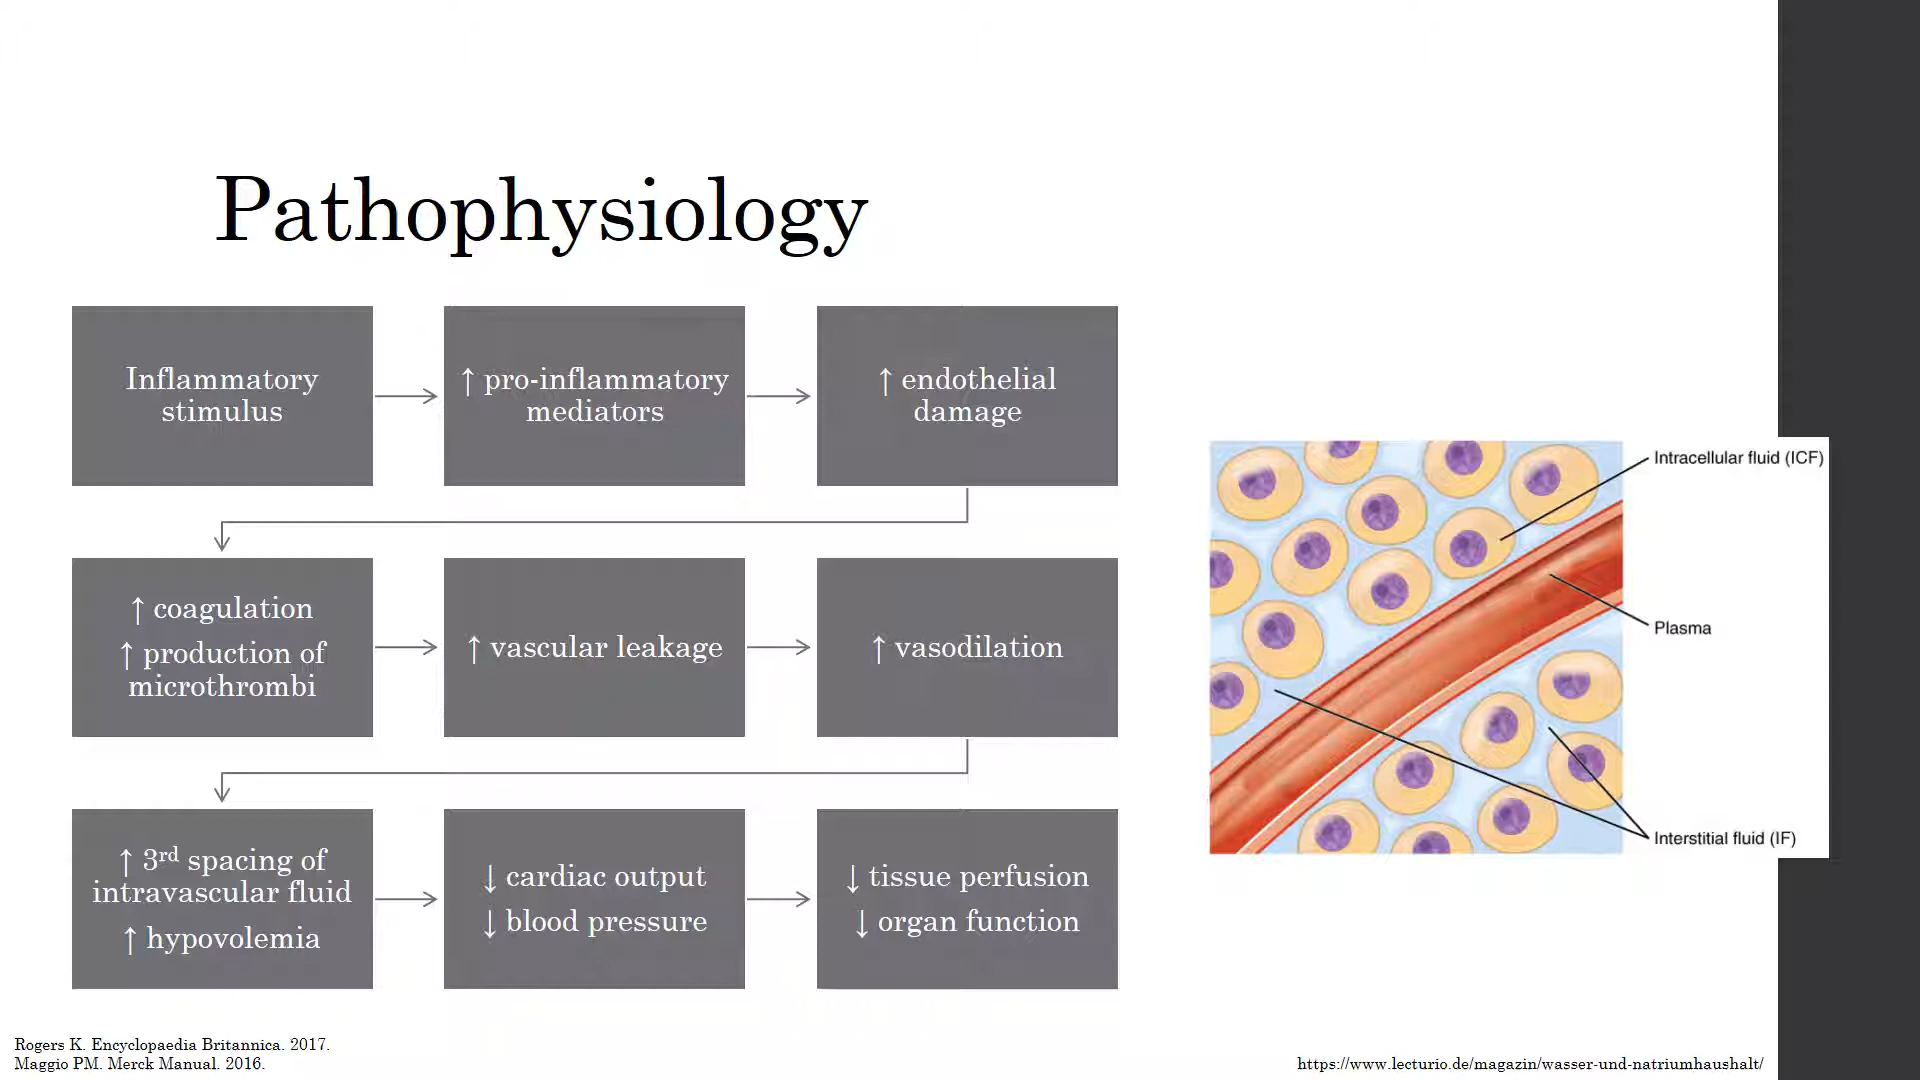 Pathophysiology
Inflammatory
stimulus
↑ pro-inflammatory
mediators
↑ endothelial
damage
↑ coagulation
↑ production of
microthrombi
↑ vascular leakage
↑ vasodilation
↑ 3rd spacing of
intravascular fluid
↑ hypovolemia
↓ cardiac output
↓ blood pressure
↓ tissue perfusion
↓ organ function
Intracellular fluid (ICF)
Plasma
Interstitial fluid (IF)
Rogers K. Encyclopaedia Britannica. 2017.
Maggio PM. Merck Manual. 2016.
https://www.lecturio.de/magazin/wasser-und-natriumhaushalt/